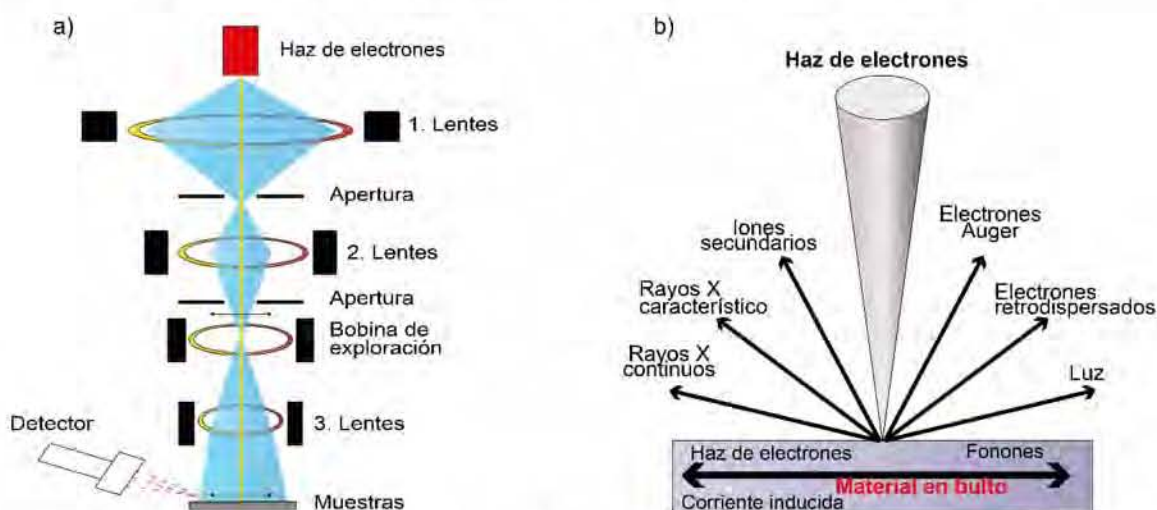 a)
Haz de electrones
1. Lentes
Apertura
2. Lentes
Apertura
Bobina de
exploración
3. Lentes
Detector
Muestras
b)
Haz de electrones
Iones
secundarios
Electrones
Auger
Rayos X
característico
Electrones
retrodispersados
Rayos X
continuos
Luz
Haz de electrones
Fonones
Material en bulto
Corriente inducida